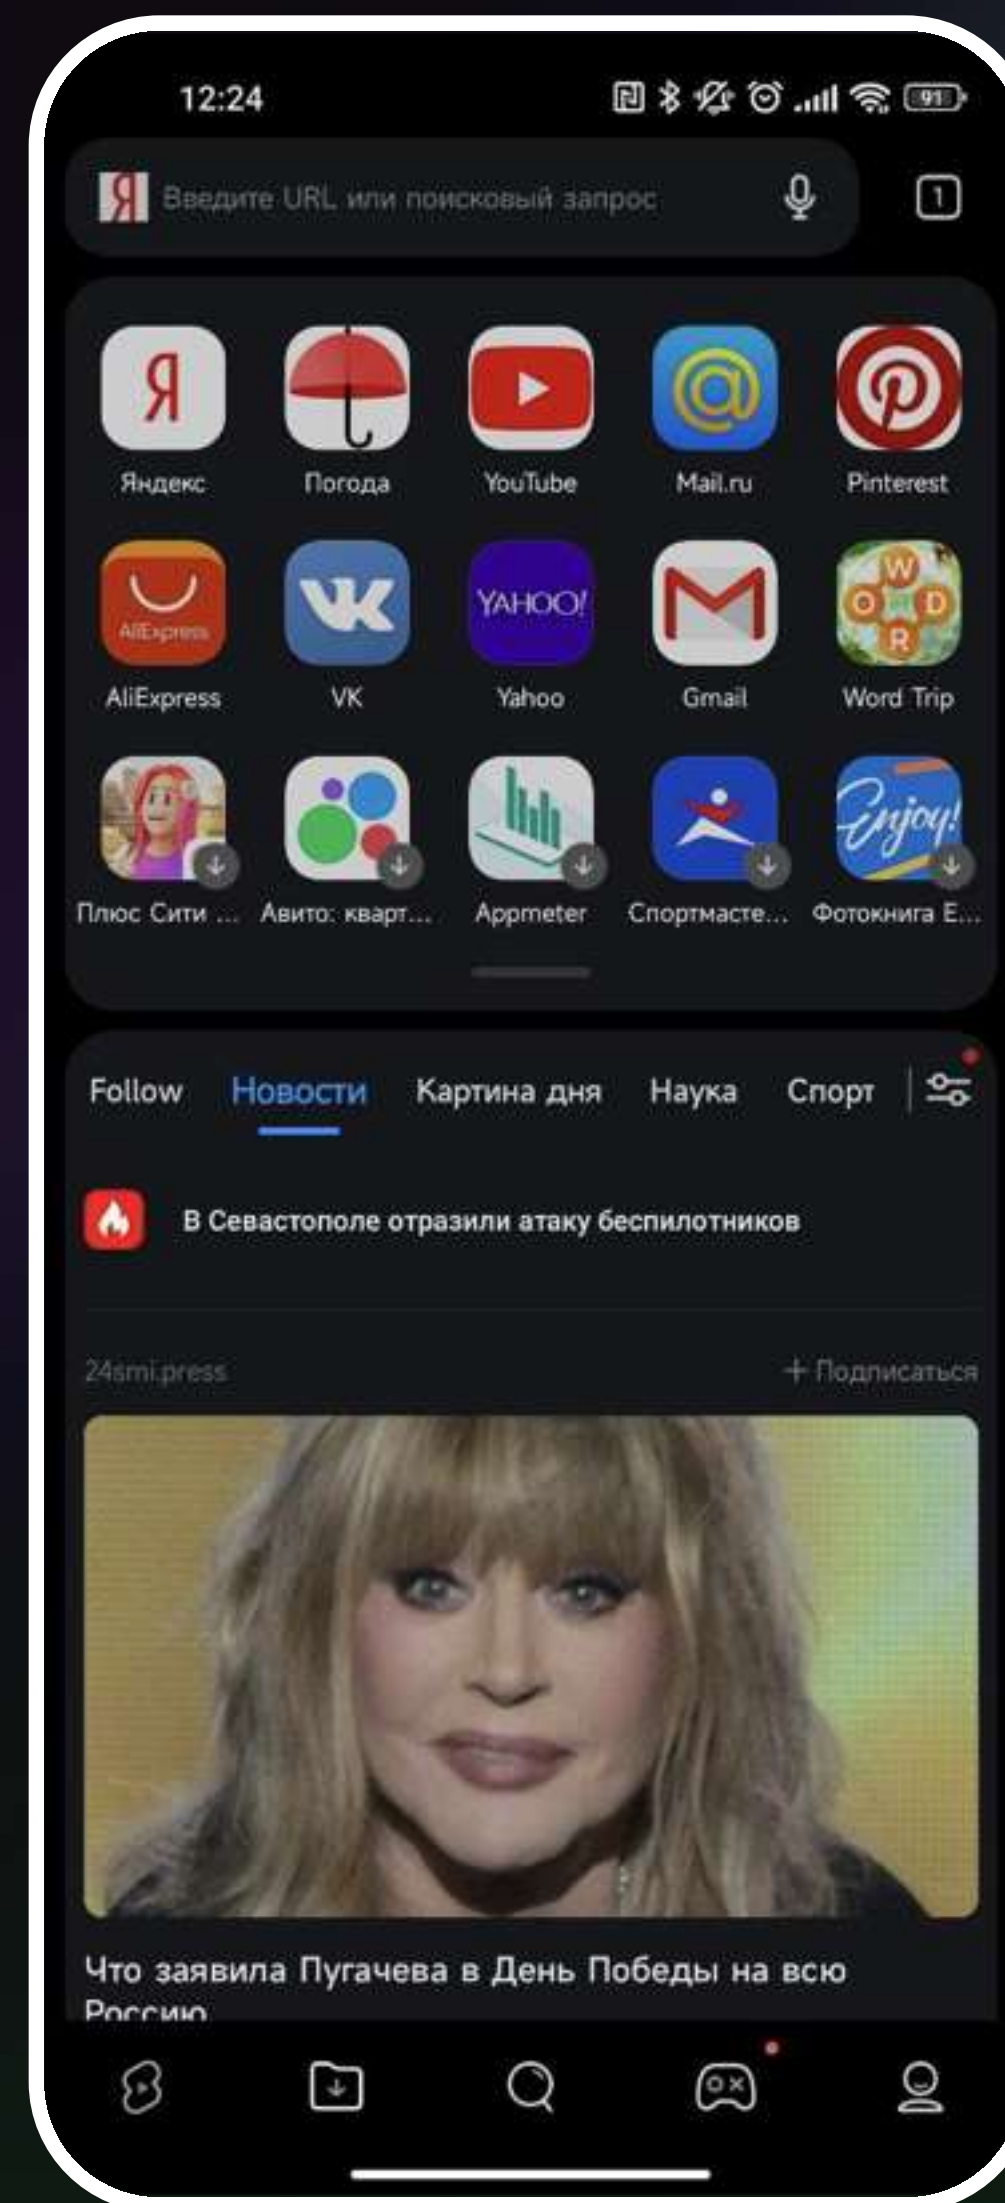 12:24
91
Я Введите URL или поисковый запрос
1
Я
Яндекс
Погода
YouTube
@
Mail.ru
Pinterest
AliExpress
AliExpress
VK
YAHOO!
Yahoo
Gmail
W
O R D
R
Word Trip
Плюс Сити ...
Авито: кварт...
Appmeter
Спортмасте...
Enjoy!
Фотокнига Е...
Follow Новости Картина дня Наука Спорт
В Севастополе отразили атаку беспилотников
24smi.press + Подписаться
Что заявила Пугачева в День Победы на всю
Россию